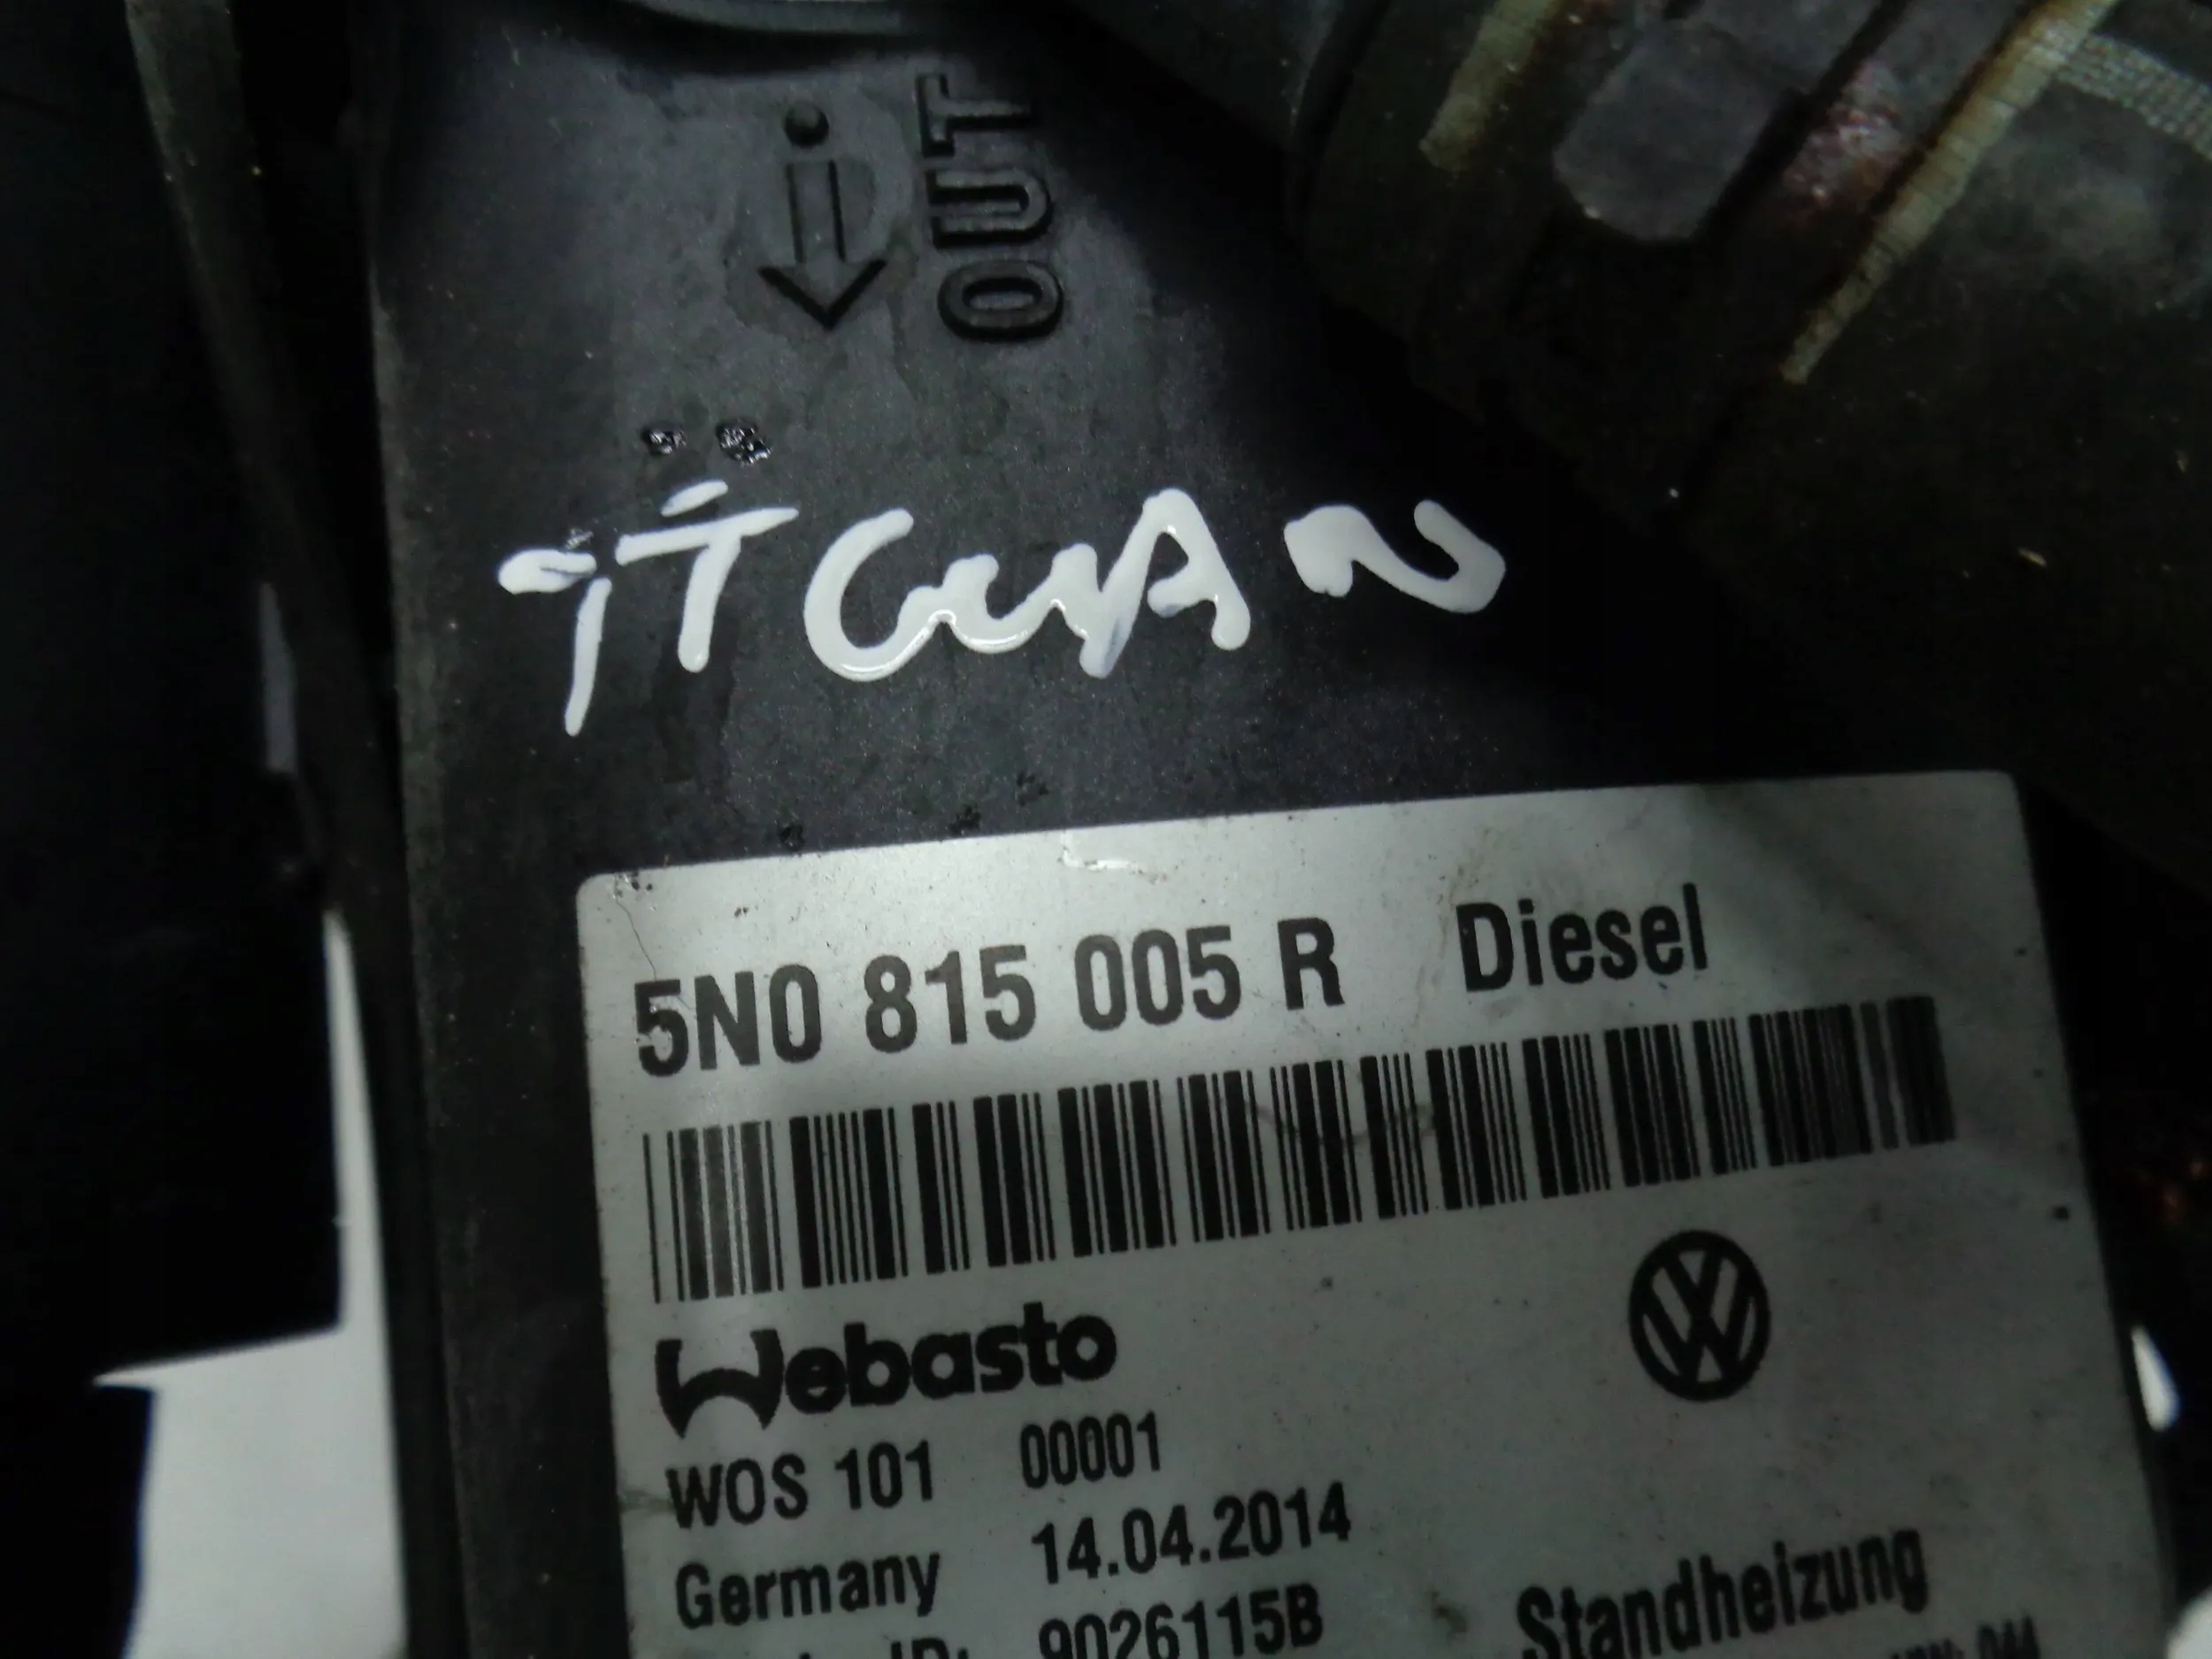 OUT
TIGUAN
5N0 815 005 R Diesel
Webasto
WOS 101 00001
Germany 14.04.2014
9026115B Standheizung